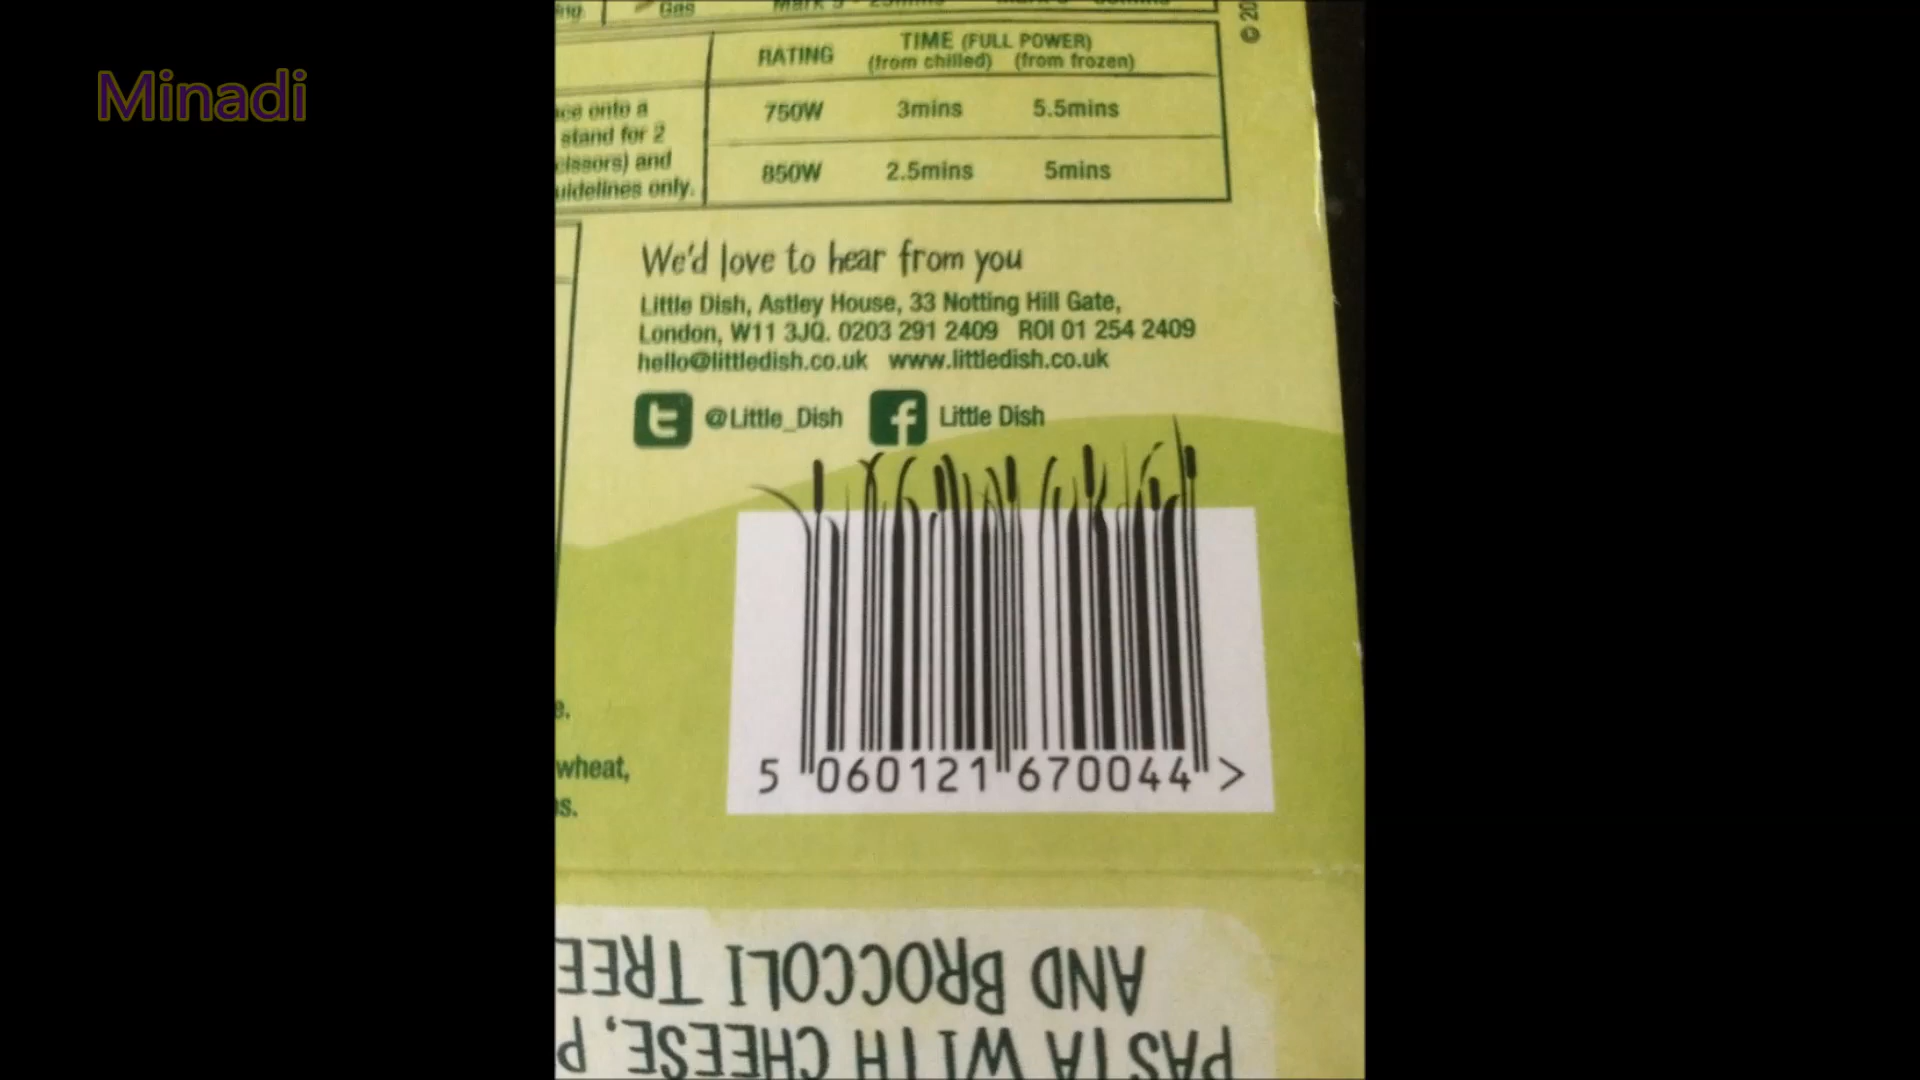 Minadi
Gas
© 20
RATING
TIME (FULL POWER)
(from chilled) (from frozen)
onto a
stand for 2
and
only.
750W 3mins 5.5mins
850W 2.5mins 5mins
We'd love to hear from you
Little Dish, Astley House, 33 Notting Hill Gate,
London, W11 3JQ. 0203 291 2409 ROI 01 254 2409
hello@littledish.co.uk www.littledish.co.uk
@Little_Dish Little Dish
wheat,
5 060121 670044 >
PASTA WITH CHEESE, P
AND BROCCOLI TREE